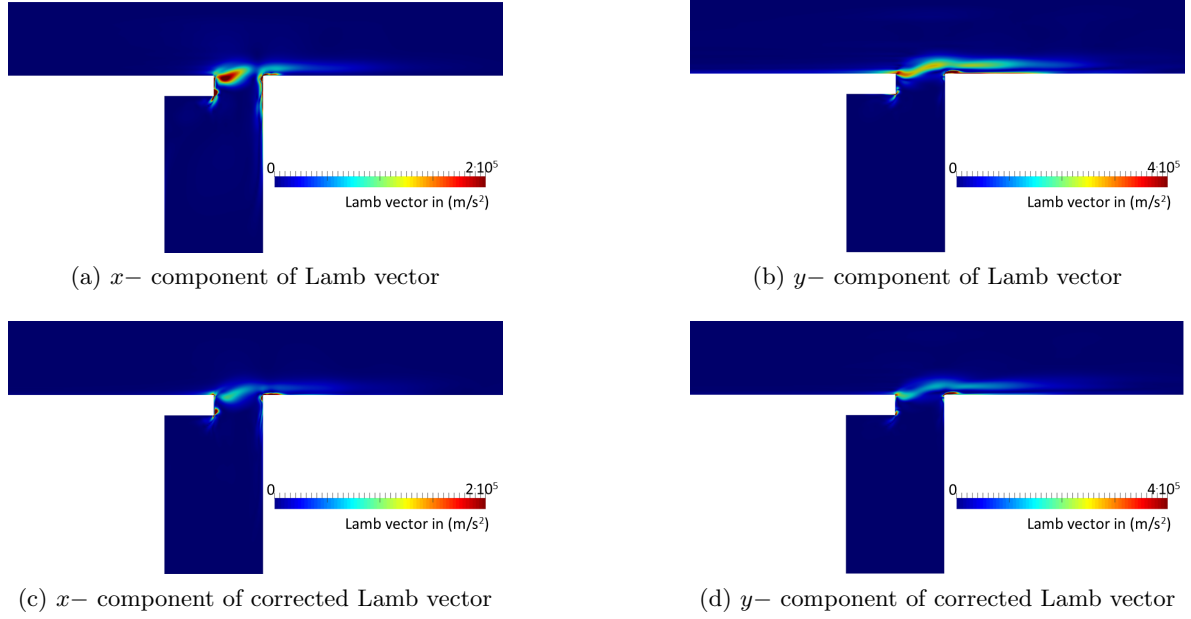 0 2·10⁵
Lamb vector in (m/s²)
(a) x− component of Lamb vector
0 4·10⁵
Lamb vector in (m/s²)
(b) y− component of Lamb vector
0 2·10⁵
Lamb vector in (m/s²)
(c) x− component of corrected Lamb vector
0 4·10⁵
Lamb vector in (m/s²)
(d) y− component of corrected Lamb vector